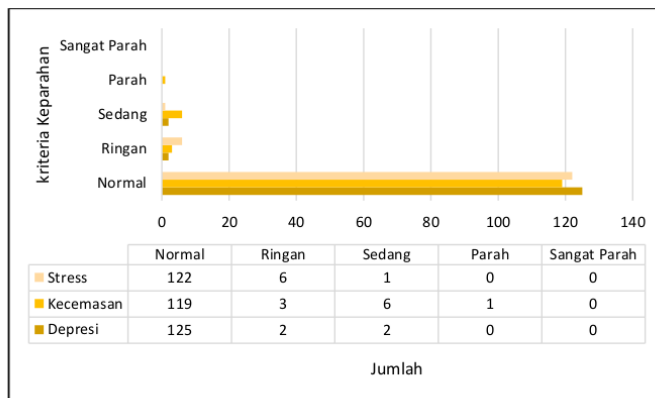 kriteria Keparahan
Sangat Parah
Parah
Sedang
Ringan
Normal
0 20 40 60 80 100 120 140
Normal Ringan Sedang Parah Sangat Parah
Stress 122 6 1 0 0
Kecemasan 119 3 6 1 0
Depresi 125 2 2 0 0
Jumlah